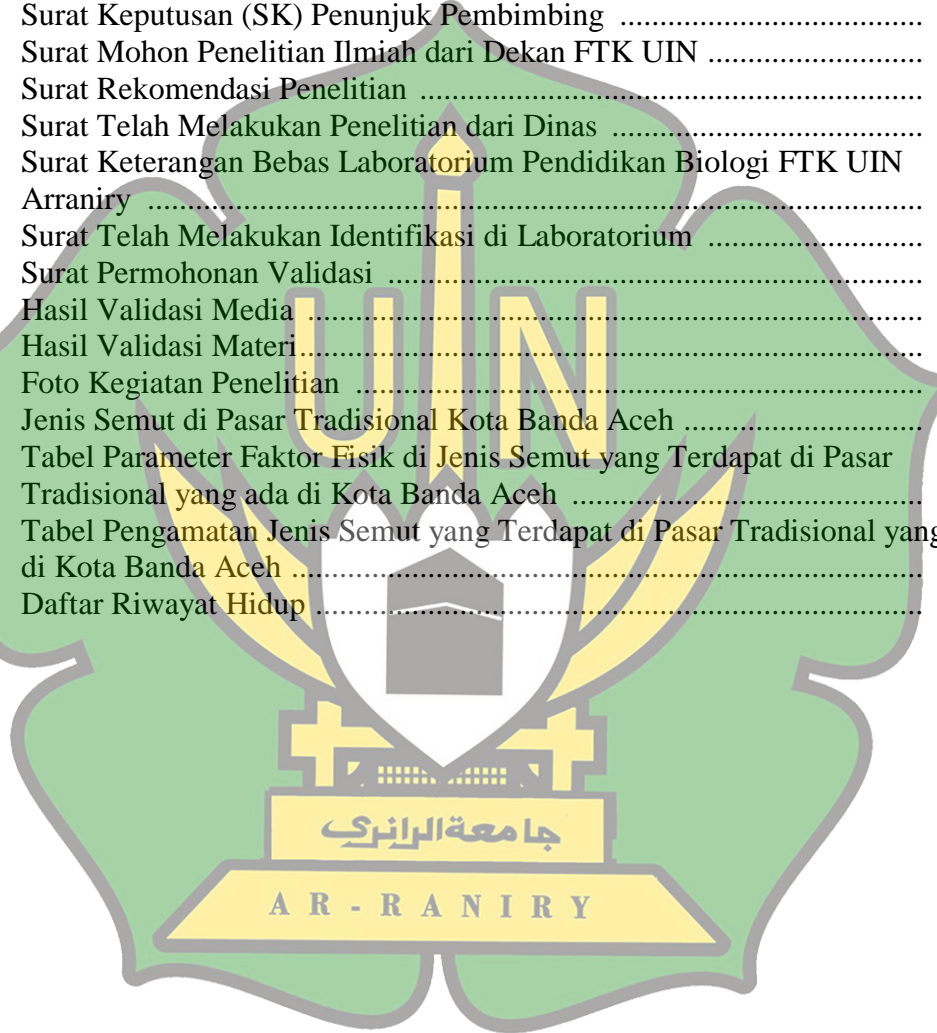 Surat Keputusan (SK) Penunjuk Pembimbing ......................................
Surat Mohon Penelitian Ilmiah dari Dekan FTK UIN ...........................
Surat Rekomendasi Penelitian ...............................................................
Surat Telah Melakukan Penelitian dari Dinas .......................................
Surat Keterangan Bebas Laboratorium Pendidikan Biologi FTK UIN
Arraniry .................................................................................................
Surat Telah Melakukan Identifikasi di Laboratorium ...........................
Surat Permohonan Validasi ....................................................................
Hasil Validasi Media .............................................................................
Hasil Validasi Materi..............................................................................
Foto Kegiatan Penelitian .......................................................................
Jenis Semut di Pasar Tradisional Kota Banda Aceh ..............................
Tabel Parameter Faktor Fisik di Jenis Semut yang Terdapat di Pasar
Tradisional yang ada di Kota Banda Aceh ............................................
Tabel Pengamatan Jenis Semut yang Terdapat di Pasar Tradisional yang
di Kota Banda Aceh ...............................................................................
Daftar Riwayat Hidup ............................................................................
UIN
جامعةالرانري
AR-RANIRY